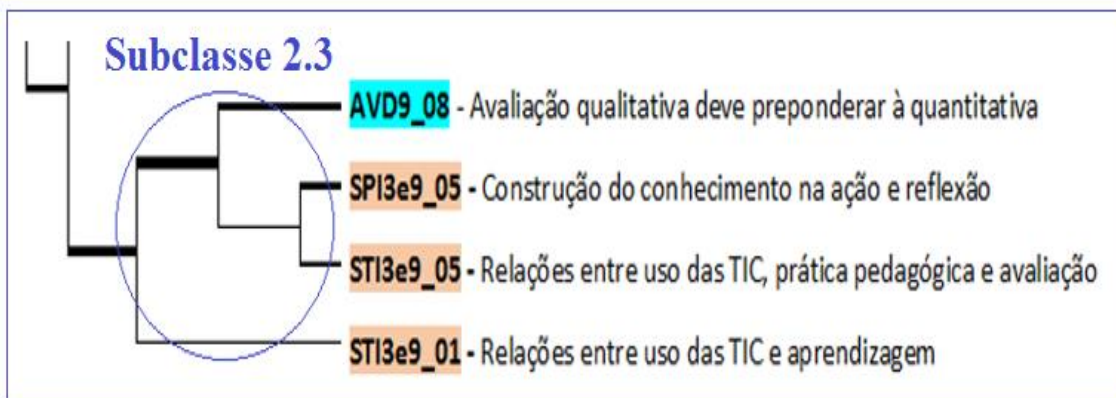 Subclasse 2.3
AVD9_08 - Avaliação qualitativa deve preponderar à quantitativa
SPI3e9_05 - Construção do conhecimento na ação e reflexão
STI3e9_05 - Relações entre uso das TIC, prática pedagógica e avaliação
STI3e9_01 - Relações entre uso das TIC e aprendizagem